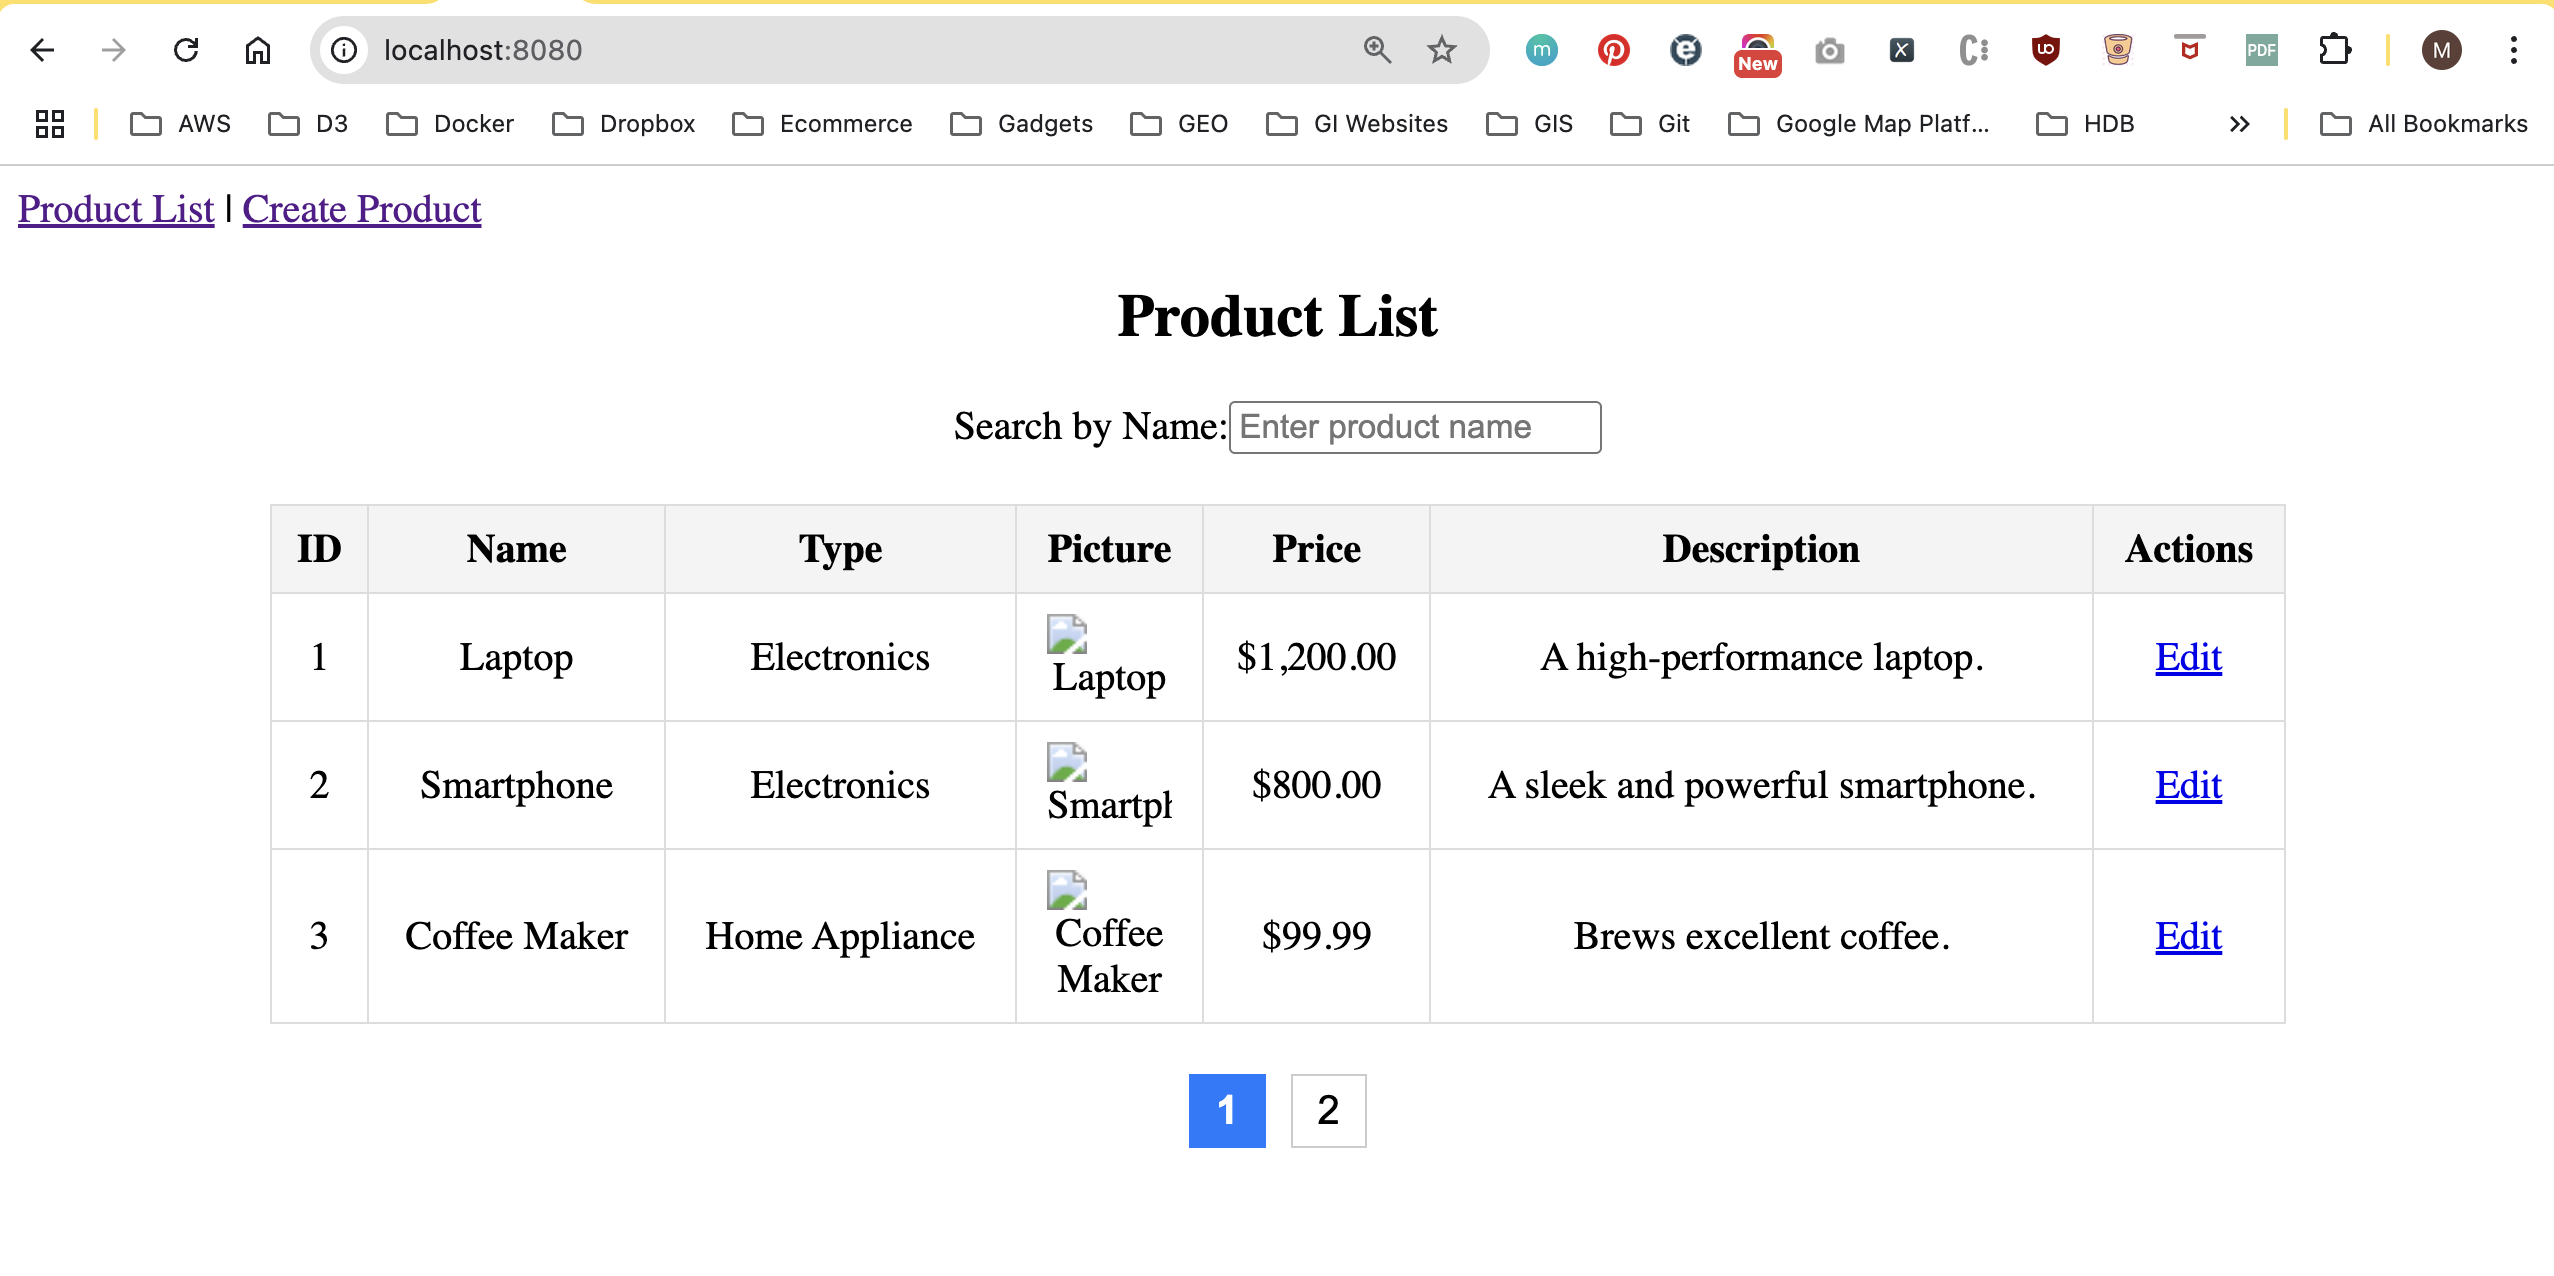 localhost:8080
m New X UO PDF M
AWS D3 Docker Dropbox Ecommerce Gadgets GEO GI Websites GIS Git Google Map Platf... HDB » All Bookmarks
Product List | Create Product
Product List
Search by Name: Enter product name
ID Name Type Picture Price Description Actions
1 Laptop Electronics Laptop $1,200.00 A high-performance laptop. Edit
2 Smartphone Electronics Smartph $800.00 A sleek and powerful smartphone. Edit
3 Coffee Maker Home Appliance Coffee Maker $99.99 Brews excellent coffee. Edit
1 2